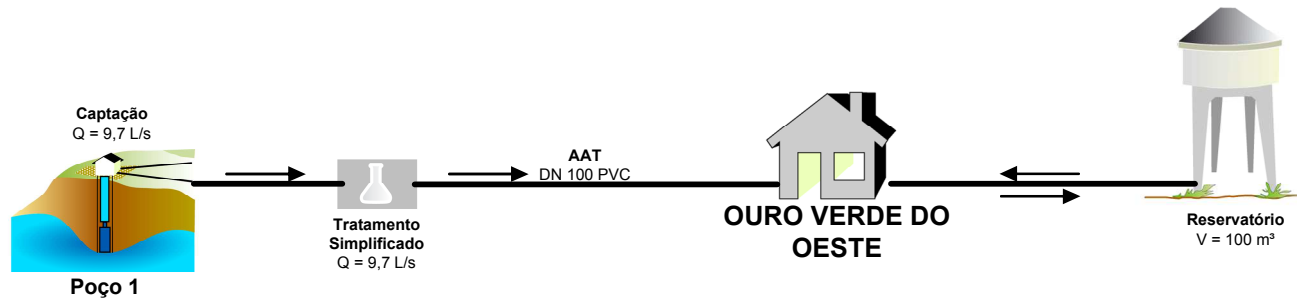 Captação
Q = 9,7 L/s
Poço 1
Tratamento
Simplificado
Q = 9,7 L/s
AAT
DN 100 PVC
OURO VERDE DO
OESTE
Reservatório
V = 100 m³